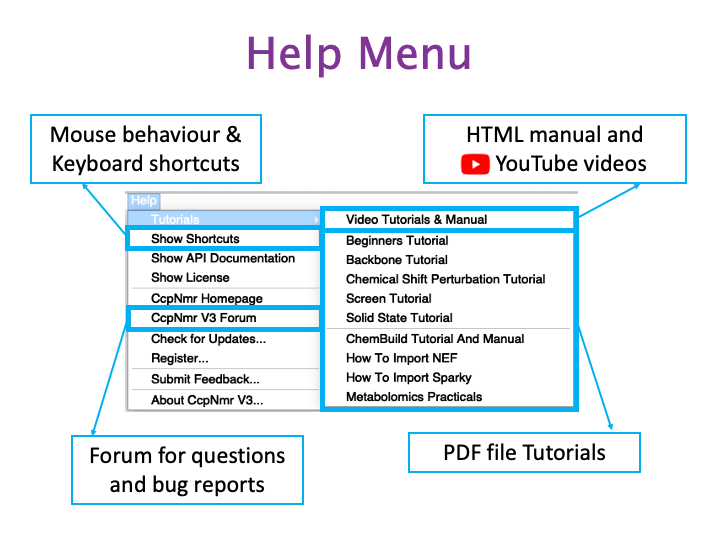 Help Menu
Mouse behaviour &
Keyboard shortcuts
HTML manual and
YouTube videos
Help
Tutorials
Show Shortcuts
Show API Documentation
Show License
CcpNmr Homepage
CcpNmr V3 Forum
Check for Updates...
Register...
Submit Feedback...
About CcpNmr V3...
Video Tutorials & Manual
Beginners Tutorial
Backbone Tutorial
Chemical Shift Perturbation Tutorial
Screen Tutorial
Solid State Tutorial
ChemBuild Tutorial And Manual
How To Import NEF
How To Import Sparky
Metabolomics Practicals
Forum for questions
and bug reports
PDF file Tutorials